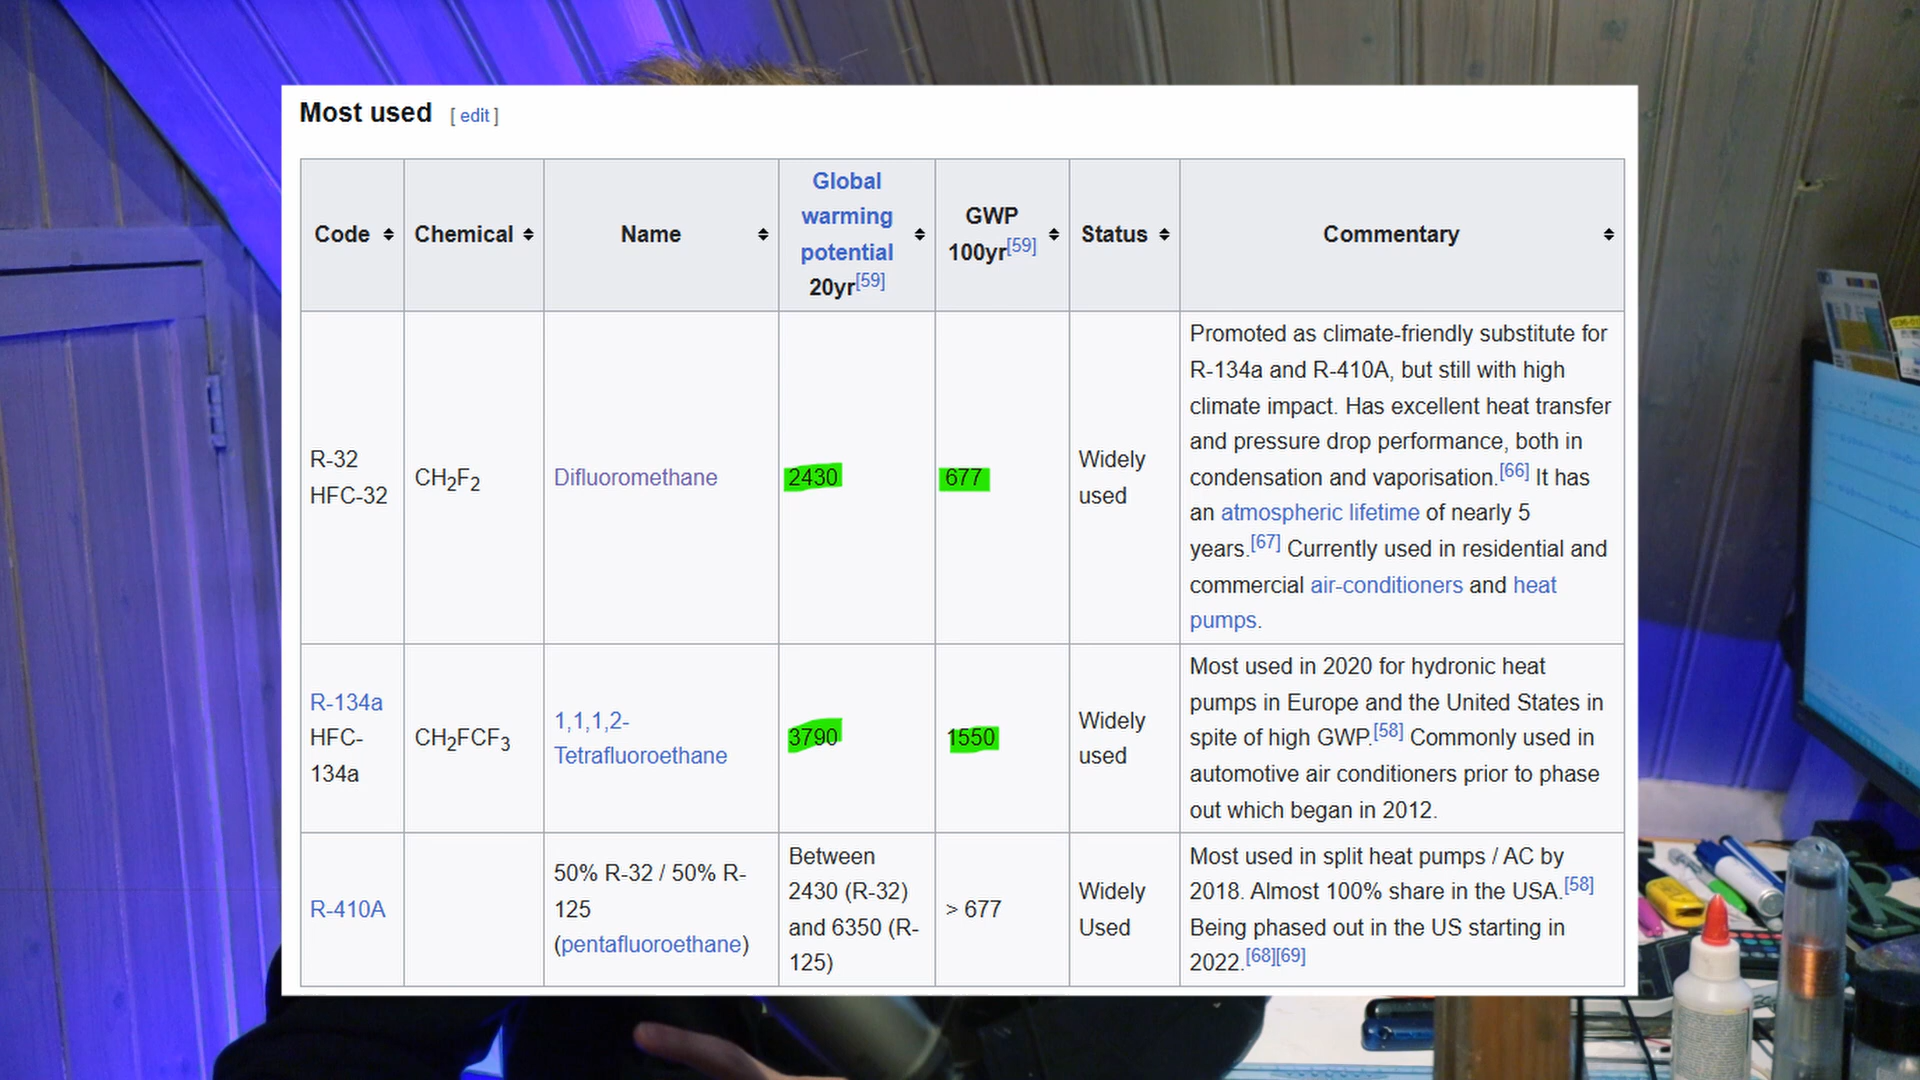 Most used [ edit ]
Code
Chemical
Name
Global
warming
potential
20yr[59]
GWP
100yr[59]
Status
Commentary
R-32
HFC-32
CH2F2
Difluoromethane
2430
677
Widely
used
Promoted as climate-friendly substitute for
R-134a and R-410A, but still with high
climate impact. Has excellent heat transfer
and pressure drop performance, both in
condensation and vaporisation.[66] It has
an atmospheric lifetime of nearly 5
years.[67] Currently used in residential and
commercial air-conditioners and heat
pumps.
R-134a
HFC-
134a
CH2FCF3
1,1,1,2-
Tetrafluoroethane
3790
1550
Widely
used
Most used in 2020 for hydronic heat
pumps in Europe and the United States in
spite of high GWP.[58] Commonly used in
automotive air conditioners prior to phase
out which began in 2012.
R-410A
50% R-32 / 50% R-
125
(pentafluoroethane)
Between
2430 (R-32)
and 6350 (R-
125)
> 677
Widely
Used
Most used in split heat pumps / AC by
2018. Almost 100% share in the USA.[58]
Being phased out in the US starting in
2022.[68][69]